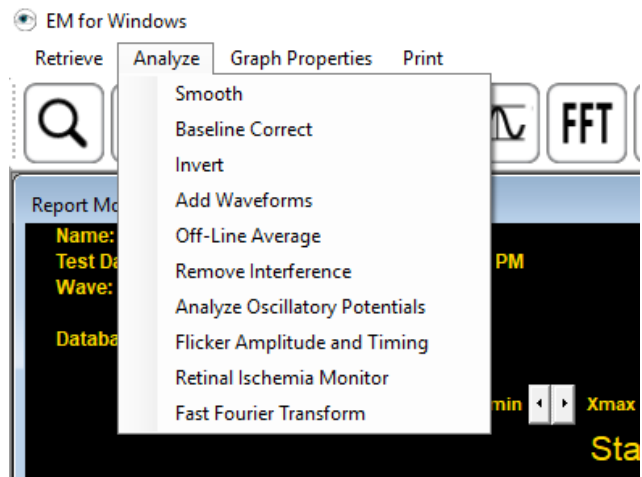 EM for Windows
Retrieve Analyze Graph Properties Print
Smooth
Baseline Correct
Invert
Add Waveforms
Off-Line Average
Remove Interference
Analyze Oscillatory Potentials
Flicker Amplitude and Timing
Retinal Ischemia Monitor
Fast Fourier Transform
FFT
Report Mo
Name:
Test Da PM
Wave:
Databa
min Xmax
Sta